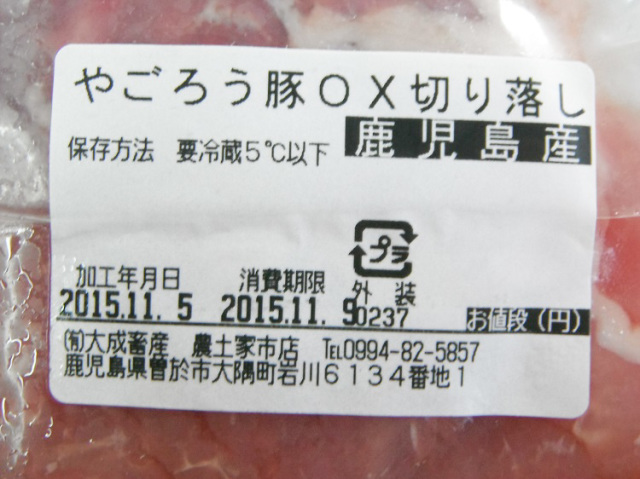 やごろう豚OX切り落し
保存方法 要冷蔵5℃以下 鹿児島産
プラ
加工年月日 消費期限 外装
2015.11. 5 2015.11. 9 0237 お値段(円)
(有)大成畜産 農土家市店 TEL0994-82-5857
鹿児島県曽於市大隅町岩川6134番地1